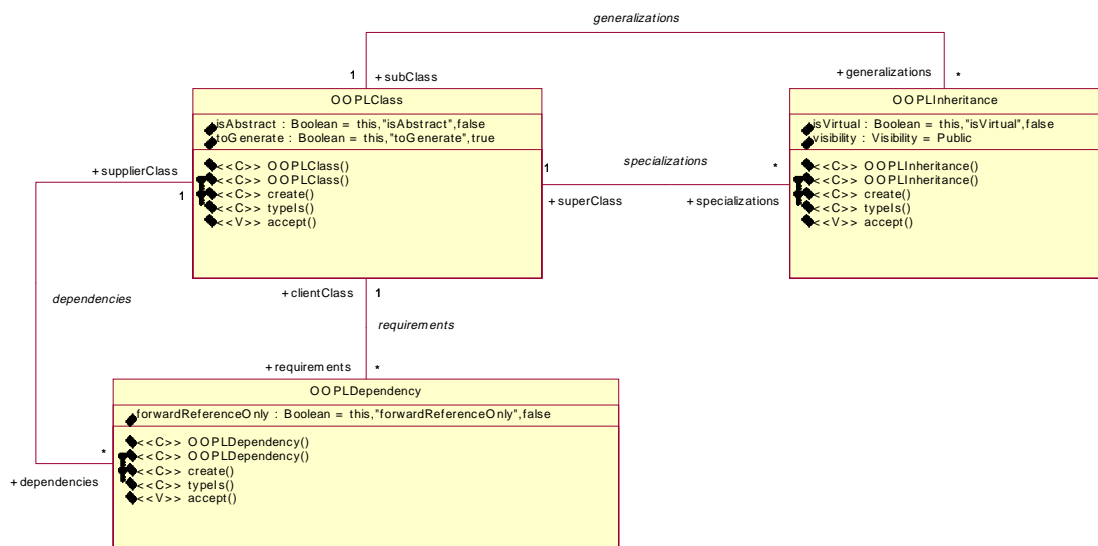 generalizations
1
+ subClass
+ generalizations
*
OOPLClass
isAbstract : Boolean = this,"isAbstract",false
toGenerate : Boolean = this,"toGenerate",true
<<C>> OOPLClass()
<<C>> OOPLClass()
<<C>> create()
<<C>> typeIs()
<<V>> accept()
OOPLInheritance
isVirtual : Boolean = this,"isVirtual",false
visibility : Visibility = Public
<<C>> OOPLInheritance()
<<C>> OOPLInheritance()
<<C>> create()
<<C>> typeIs()
<<V>> accept()
+ supplierClass
1
1
specializations
*
+ superClass
+ specializations
dependencies
+ clientClass
1
requirements
+ requirements
*
OOPLDependency
forwardReferenceOnly : Boolean = this,"forwardReferenceOnly",false
<<C>> OOPLDependency()
<<C>> OOPLDependency()
<<C>> create()
<<C>> typeIs()
<<V>> accept()
*
+ dependencies